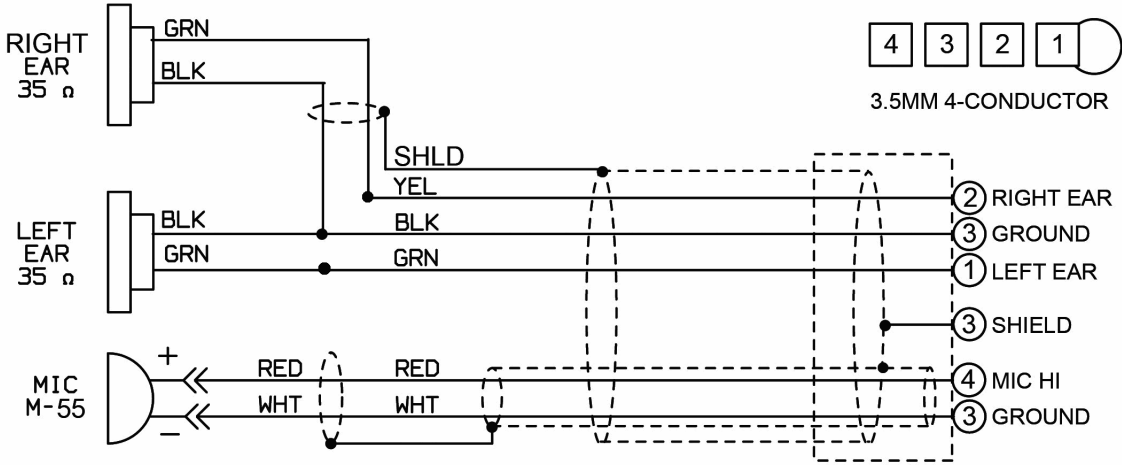 RIGHT
EAR
35 Ω
GRN
BLK
4 3 2 1
3.5MM 4-CONDUCTOR
SHLD
YEL
2 RIGHT EAR
LEFT
EAR
35 Ω
BLK
BLK
3 GROUND
GRN
GRN
1 LEFT EAR
3 SHIELD
MIC
M-55
+
RED
RED
4 MIC HI
−
WHT
WHT
3 GROUND